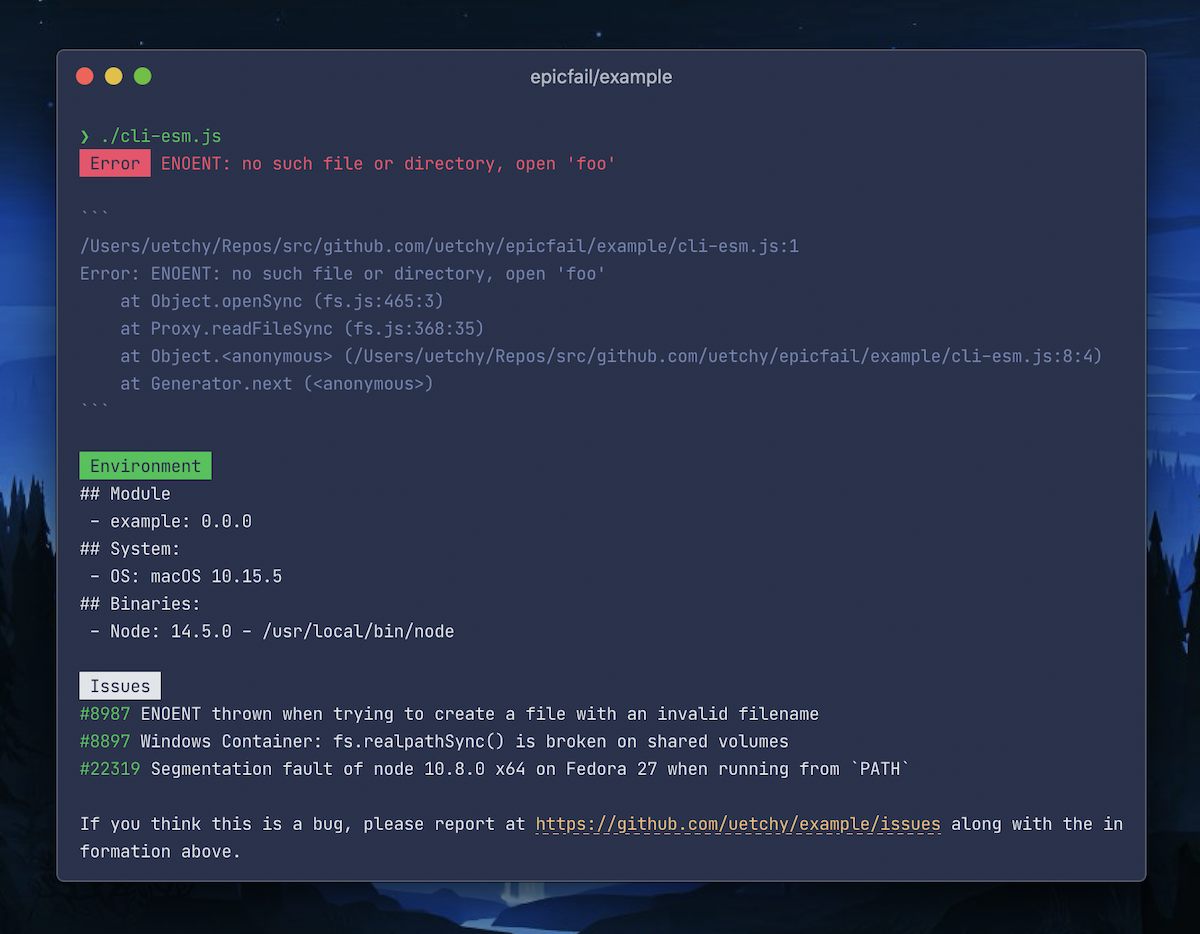 epicfail/example
❯ ./cli-esm.js
Error ENOENT: no such file or directory, open 'foo'
```
/Users/uetchy/Repos/src/github.com/uetchy/epicfail/example/cli-esm.js:1
Error: ENOENT: no such file or directory, open 'foo'
    at Object.openSync (fs.js:465:3)
    at Proxy.readFileSync (fs.js:368:35)
    at Object.<anonymous> (/Users/uetchy/Repos/src/github.com/uetchy/epicfail/example/cli-esm.js:8:4)
    at Generator.next (<anonymous>)
```
Environment
## Module
 - example: 0.0.0
## System:
 - OS: macOS 10.15.5
## Binaries:
 - Node: 14.5.0 - /usr/local/bin/node
Issues
#8987 ENOENT thrown when trying to create a file with an invalid filename
#8897 Windows Container: fs.realpathSync() is broken on shared volumes
#22319 Segmentation fault of node 10.8.0 x64 on Fedora 27 when running from `PATH`
If you think this is a bug, please report at https://github.com/uetchy/example/issues along with the in
formation above.